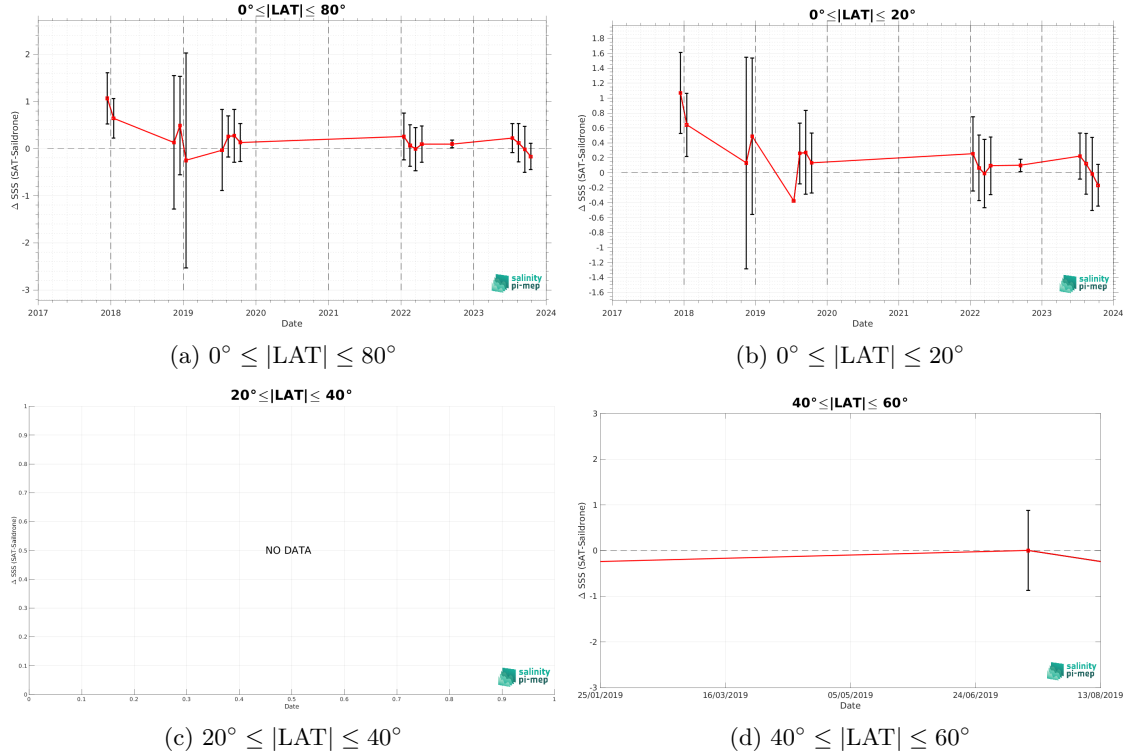 0°≤|LAT|≤ 80°
2
1
0
-1
-2
-3
Δ SSS (SAT-Saildrone)
2017 2018 2019 2020 2021 2022 2023 2024
Date
salinity
pi-mep
(a) 0° ≤ |LAT| ≤ 80°
0°≤|LAT|≤ 20°
1.8
1.6
1.4
1.2
1
0.8
0.6
0.4
0.2
0
-0.2
-0.4
-0.6
-0.8
-1
-1.2
-1.4
-1.6
Δ SSS (SAT-Saildrone)
2017 2018 2019 2020 2021 2022 2023 2024
Date
salinity
pi-mep
(b) 0° ≤ |LAT| ≤ 20°
20°≤|LAT|≤ 40°
1
0.9
0.8
0.7
0.6
0.5
0.4
0.3
0.2
0.1
0
Δ SSS (SAT-Saildrone)
NO DATA
0 0.1 0.2 0.3 0.4 0.5 0.6 0.7 0.8 0.9 1
Date
salinity
pi-mep
(c) 20° ≤ |LAT| ≤ 40°
40°≤|LAT|≤ 60°
3
2
1
0
-1
-2
-3
Δ SSS (SAT-Saildrone)
25/01/2019 16/03/2019 05/05/2019 24/06/2019 13/08/2019
Date
salinity
pi-mep
(d) 40° ≤ |LAT| ≤ 60°